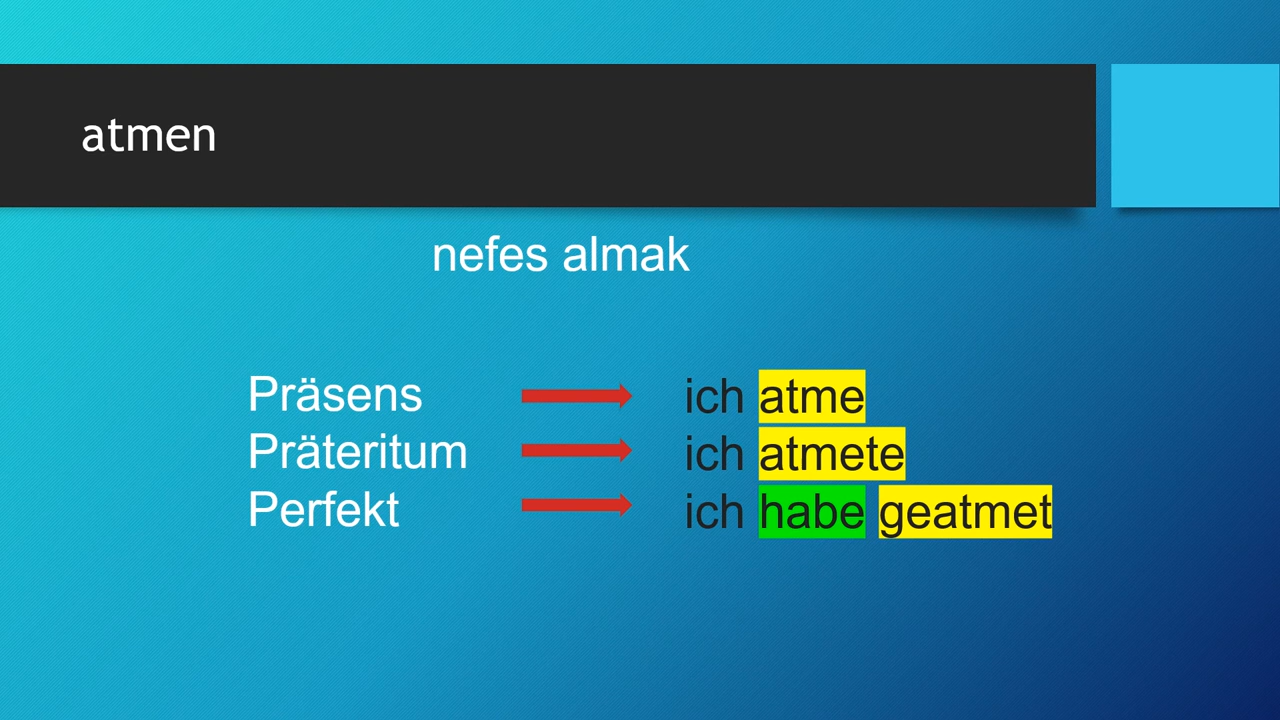 atmen
nefes almak
Präsens ich atme
Präteritum ich atmete
Perfekt ich habe geatmet